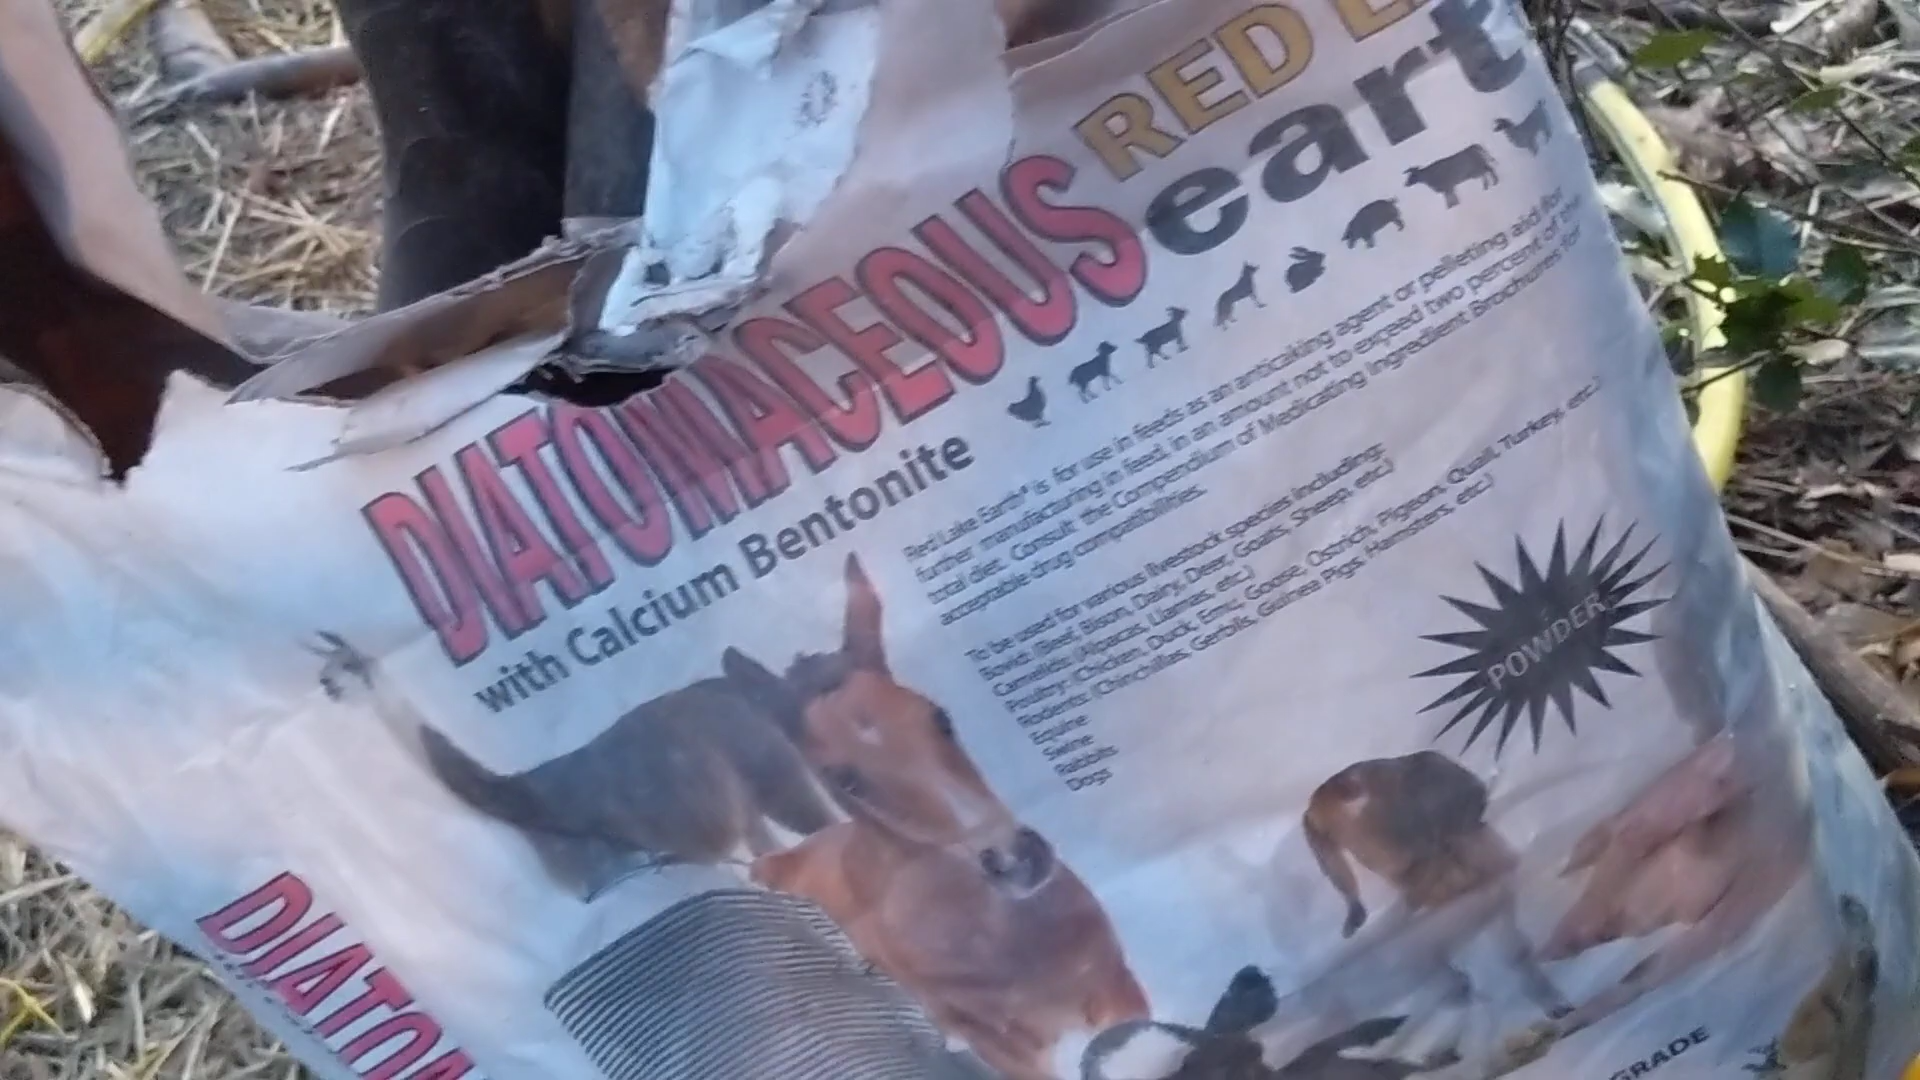 RED
DIATOMACEOUS eart
with Calcium Bentonite
Red Lake Earth® is for use in feeds as an anticaking agent or pelleting aid for
further manufacturing in feed, in an amount not to exceed two percent of the
total diet. Consult the Compendium of Medicating Ingredient Brochures for
acceptable drug compatibilities.
To be used for various livestock species including:
Bovid: (Beef, Bison, Dairy, Deer, Goats, Sheep, etc.)
Camelids: (Alpacas, Llamas, etc.)
Poultry: (Chicken, Duck, Emu, Goose, Ostrich, Pigeon, Quail, Turkey, etc.)
Rodents: (Chinchillas, Gerbils, Guinea Pigs, Hamsters, etc.)
Equine
Swine
Rabbits
Dogs
POWDER
DIATOM
GRADE